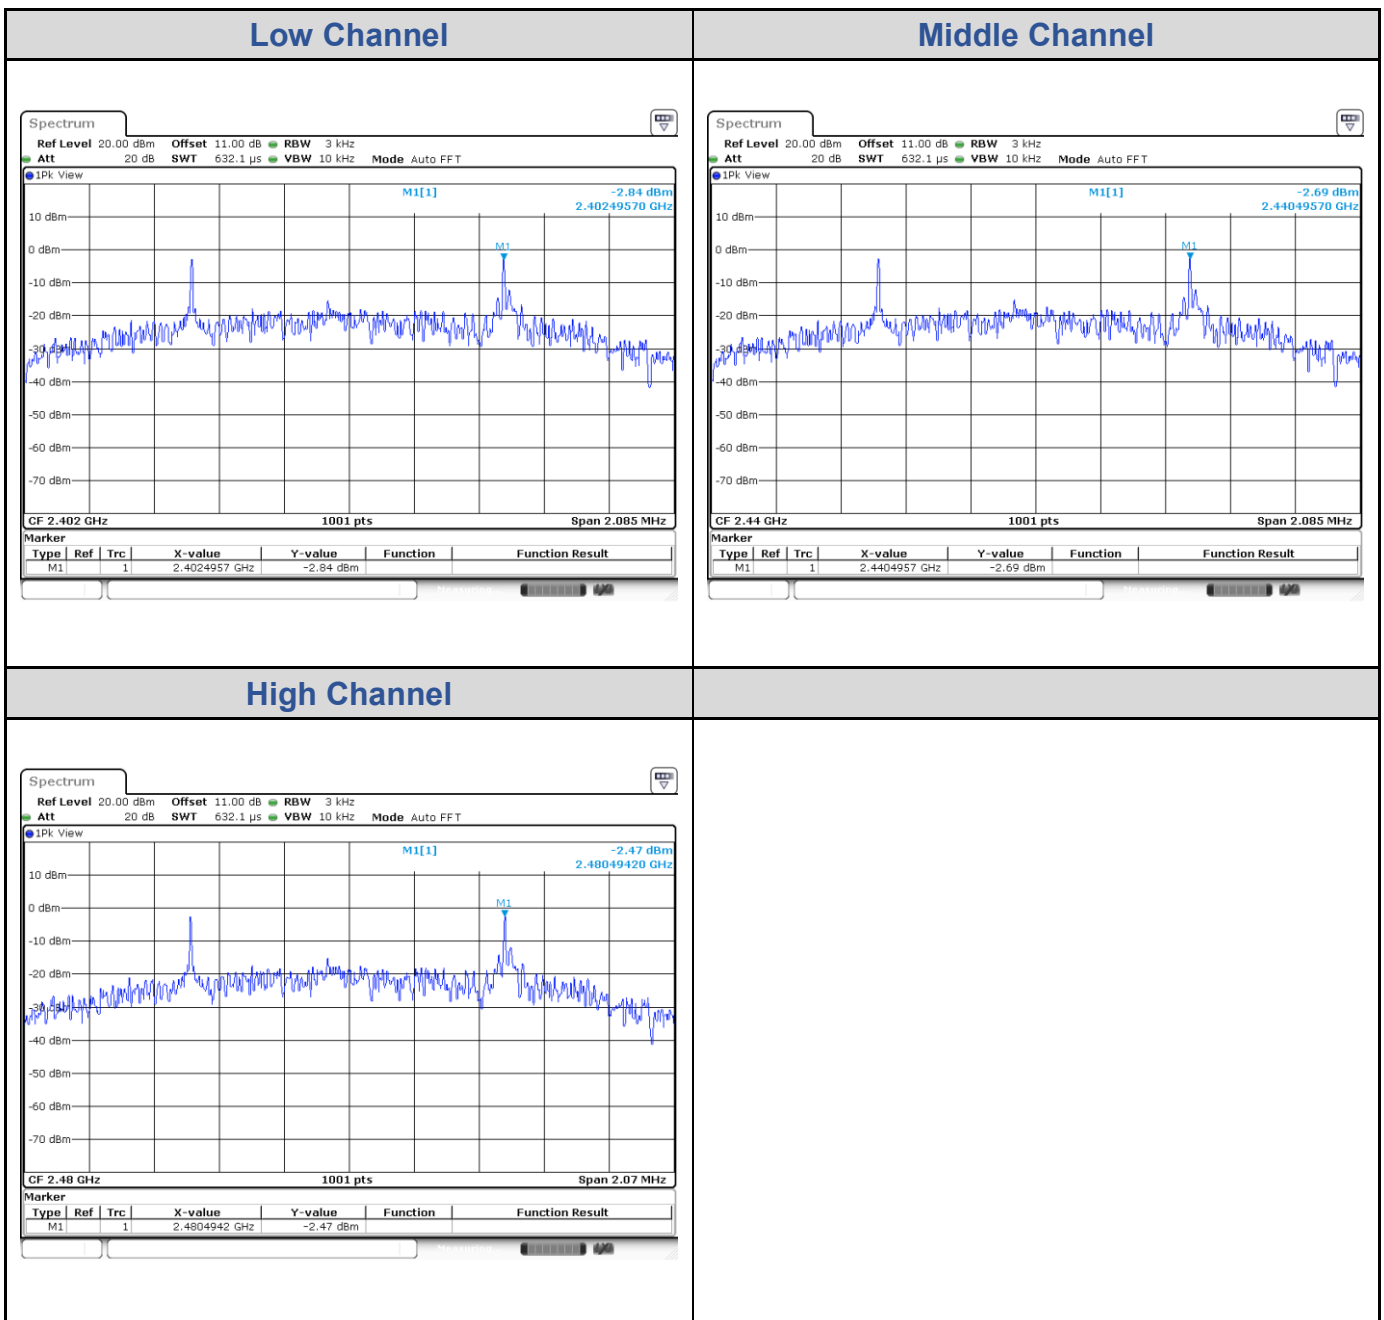 Low Channel
Spectrum
Ref Level 20.00 dBm Offset 11.00 dB RBW 3 kHz
Att 20 dB SWT 632.1 µs VBW 10 kHz Mode Auto FFT
1Pk View
M1[1] -2.84 dBm
2.40249570 GHz
10 dBm
M1
0 dBm
-10 dBm
-20 dBm
-30 dBm
-40 dBm
-50 dBm
-60 dBm
-70 dBm
CF 2.402 GHz 1001 pts Span 2.085 MHz
Marker
Type Ref Trc X-value Y-value Function Function Result
M1 1 2.4024957 GHz -2.84 dBm
Measuring...
Middle Channel
Spectrum
Ref Level 20.00 dBm Offset 11.00 dB RBW 3 kHz
Att 20 dB SWT 632.1 µs VBW 10 kHz Mode Auto FFT
1Pk View
M1[1] -2.69 dBm
2.44049570 GHz
10 dBm
M1
0 dBm
-10 dBm
-20 dBm
-30 dBm
-40 dBm
-50 dBm
-60 dBm
-70 dBm
CF 2.44 GHz 1001 pts Span 2.085 MHz
Marker
Type Ref Trc X-value Y-value Function Function Result
M1 1 2.4404957 GHz -2.69 dBm
Measuring...
High Channel
Spectrum
Ref Level 20.00 dBm Offset 11.00 dB RBW 3 kHz
Att 20 dB SWT 632.1 µs VBW 10 kHz Mode Auto FFT
1Pk View
M1[1] -2.47 dBm
2.48049420 GHz
10 dBm
M1
0 dBm
-10 dBm
-20 dBm
-30 dBm
-40 dBm
-50 dBm
-60 dBm
-70 dBm
CF 2.48 GHz 1001 pts Span 2.07 MHz
Marker
Type Ref Trc X-value Y-value Function Function Result
M1 1 2.4804942 GHz -2.47 dBm
Measuring...